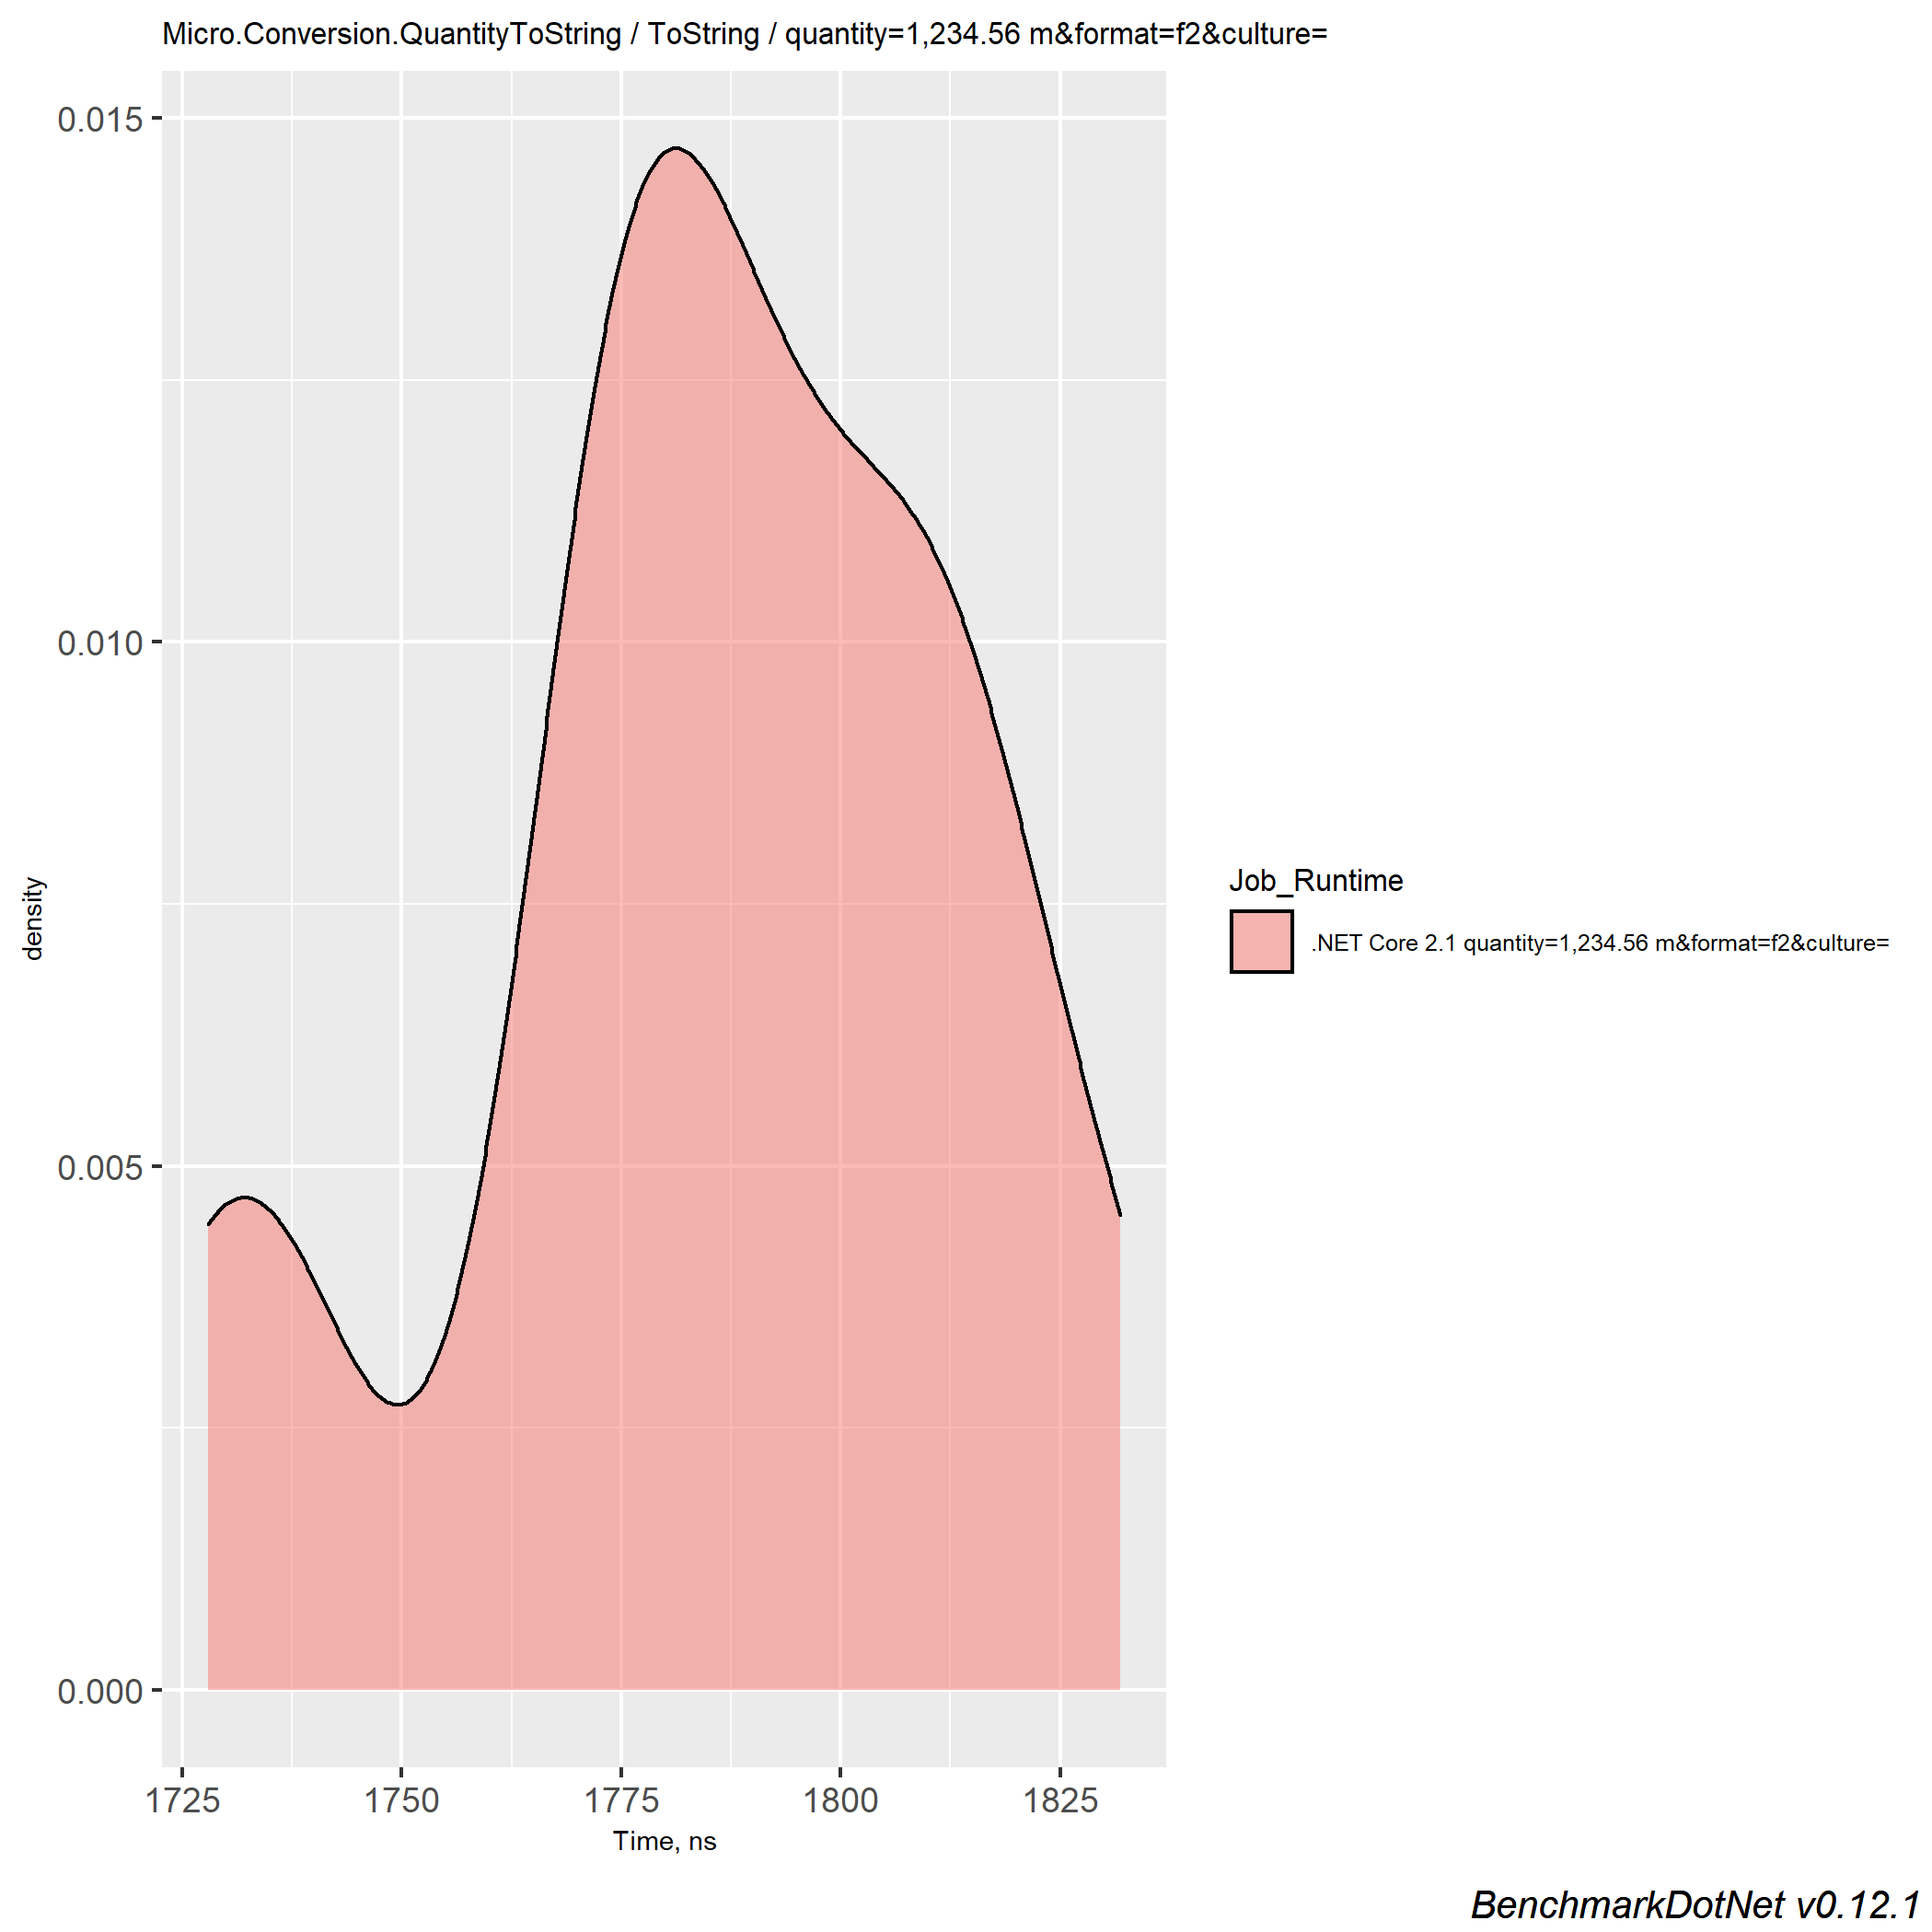 Micro.Conversion.QuantityToString / ToString / quantity=1,234.56 m&format=f2&culture=
0.015
0.010
0.005
0.000
density
1725 1750 1775 1800 1825
Time, ns
Job_Runtime
.NET Core 2.1 quantity=1,234.56 m&format=f2&culture=
BenchmarkDotNet v0.12.1